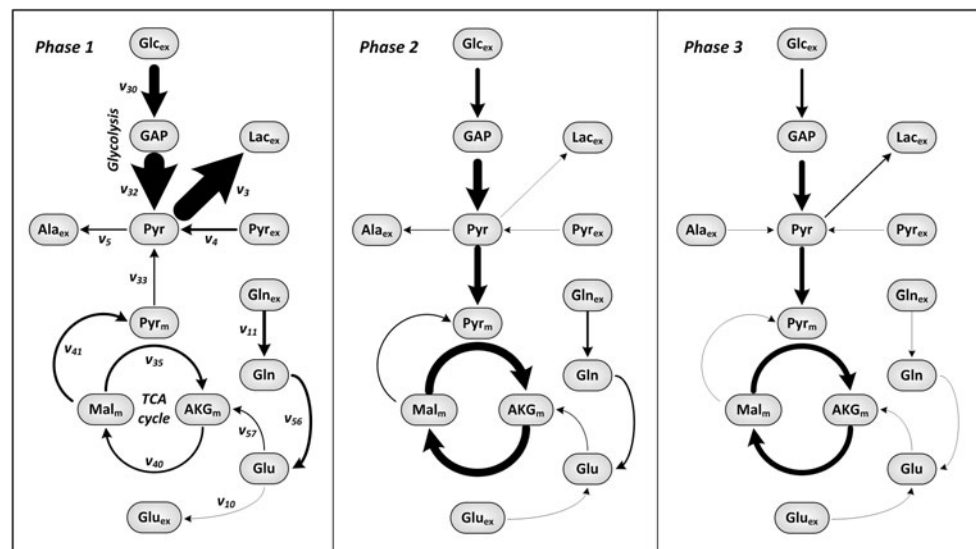 Phase 1
Glcex
v30
Glycolysis
GAP
Lacex
v32
v3
Alaex
v5
Pyr
v4
Pyrex
v33
Glnex
Pyrm
v11
v41
v35
Gln
Malm
TCA
cycle
AKGm
v57
v56
v40
Glu
v10
Gluex
Phase 2
Glcex
GAP
Lacex
Alaex
Pyr
Pyrex
Glnex
Pyrm
Gln
Malm
AKGm
Glu
Gluex
Phase 3
Glcex
GAP
Lacex
Alaex
Pyr
Pyrex
Glnex
Pyrm
Gln
Malm
AKGm
Glu
Gluex